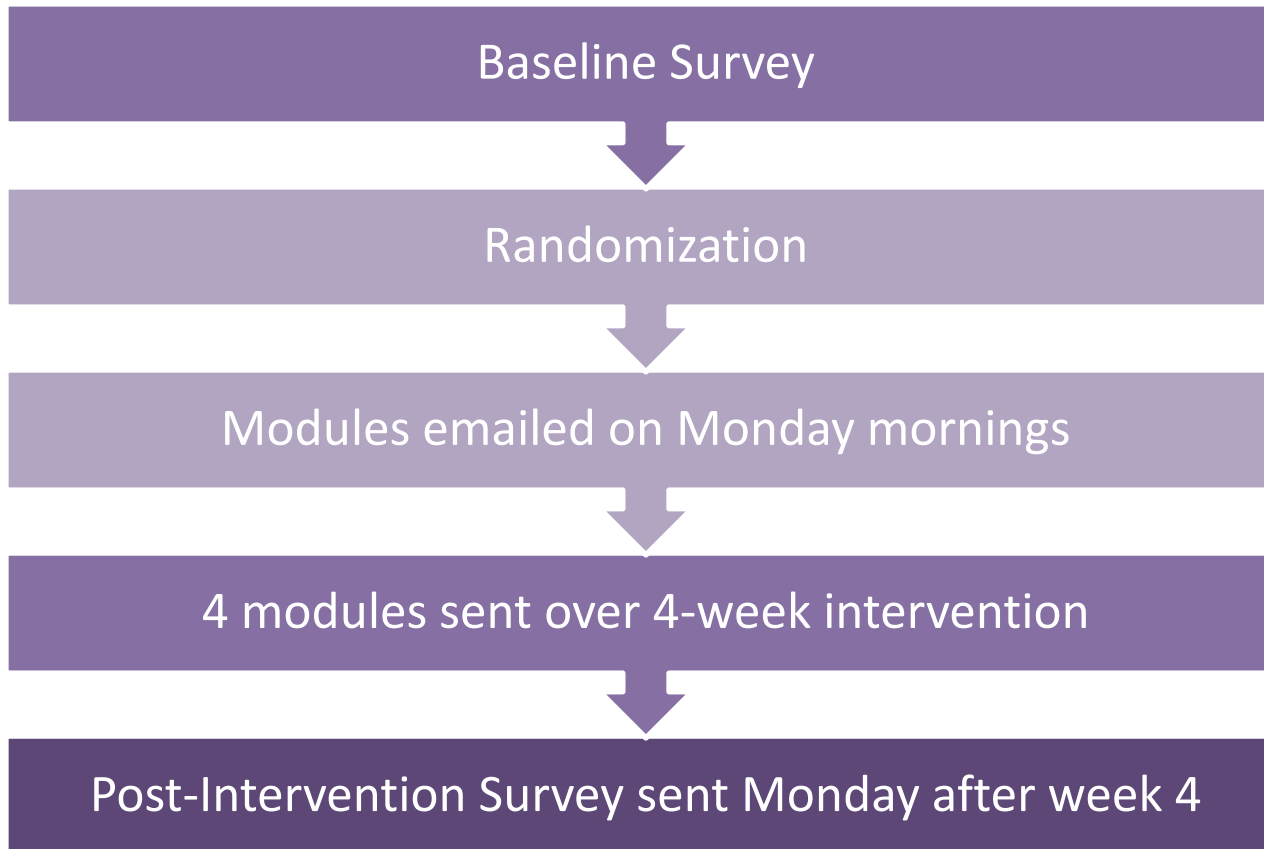 Baseline Survey
Randomization
Modules emailed on Monday mornings
4 modules sent over 4-week intervention
Post-Intervention Survey sent Monday after week 4